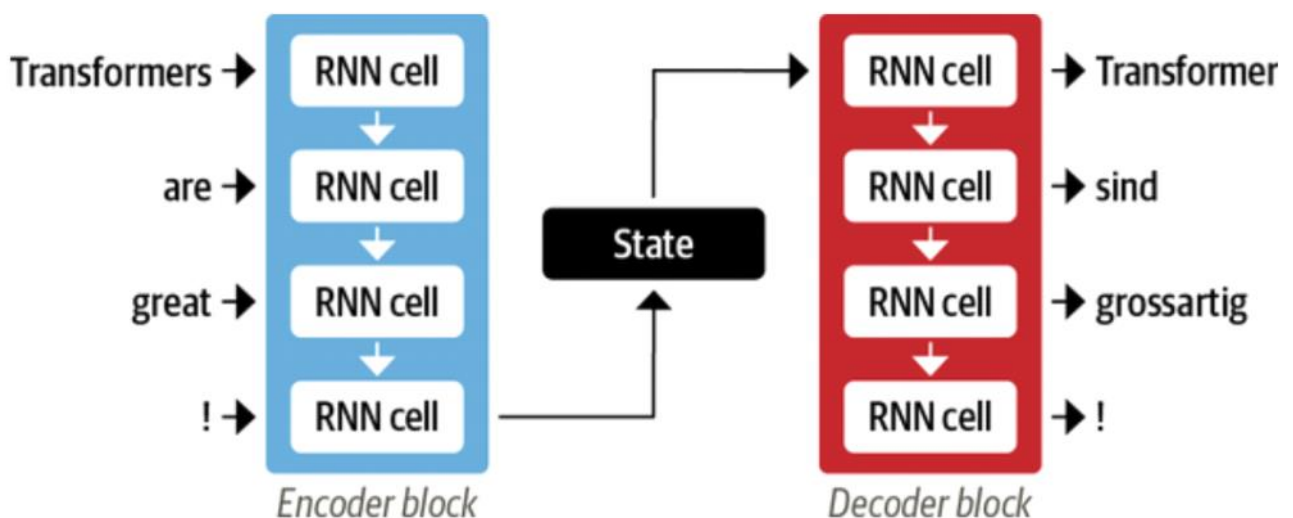 Transformers RNN cell RNN cell Transformer
are RNN cell RNN cell sind
State
great RNN cell RNN cell grossartig
! RNN cell RNN cell !
Encoder block Decoder block